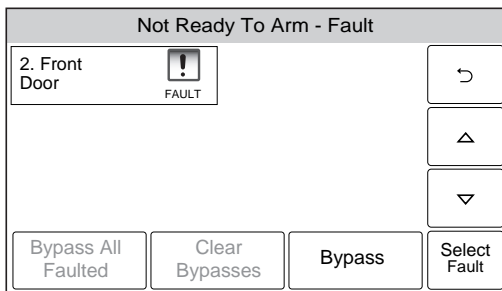 Not Ready To Arm - Fault
2. Front
Door
!
FAULT
Bypass All
Faulted
Clear
Bypasses
Bypass
Select
Fault